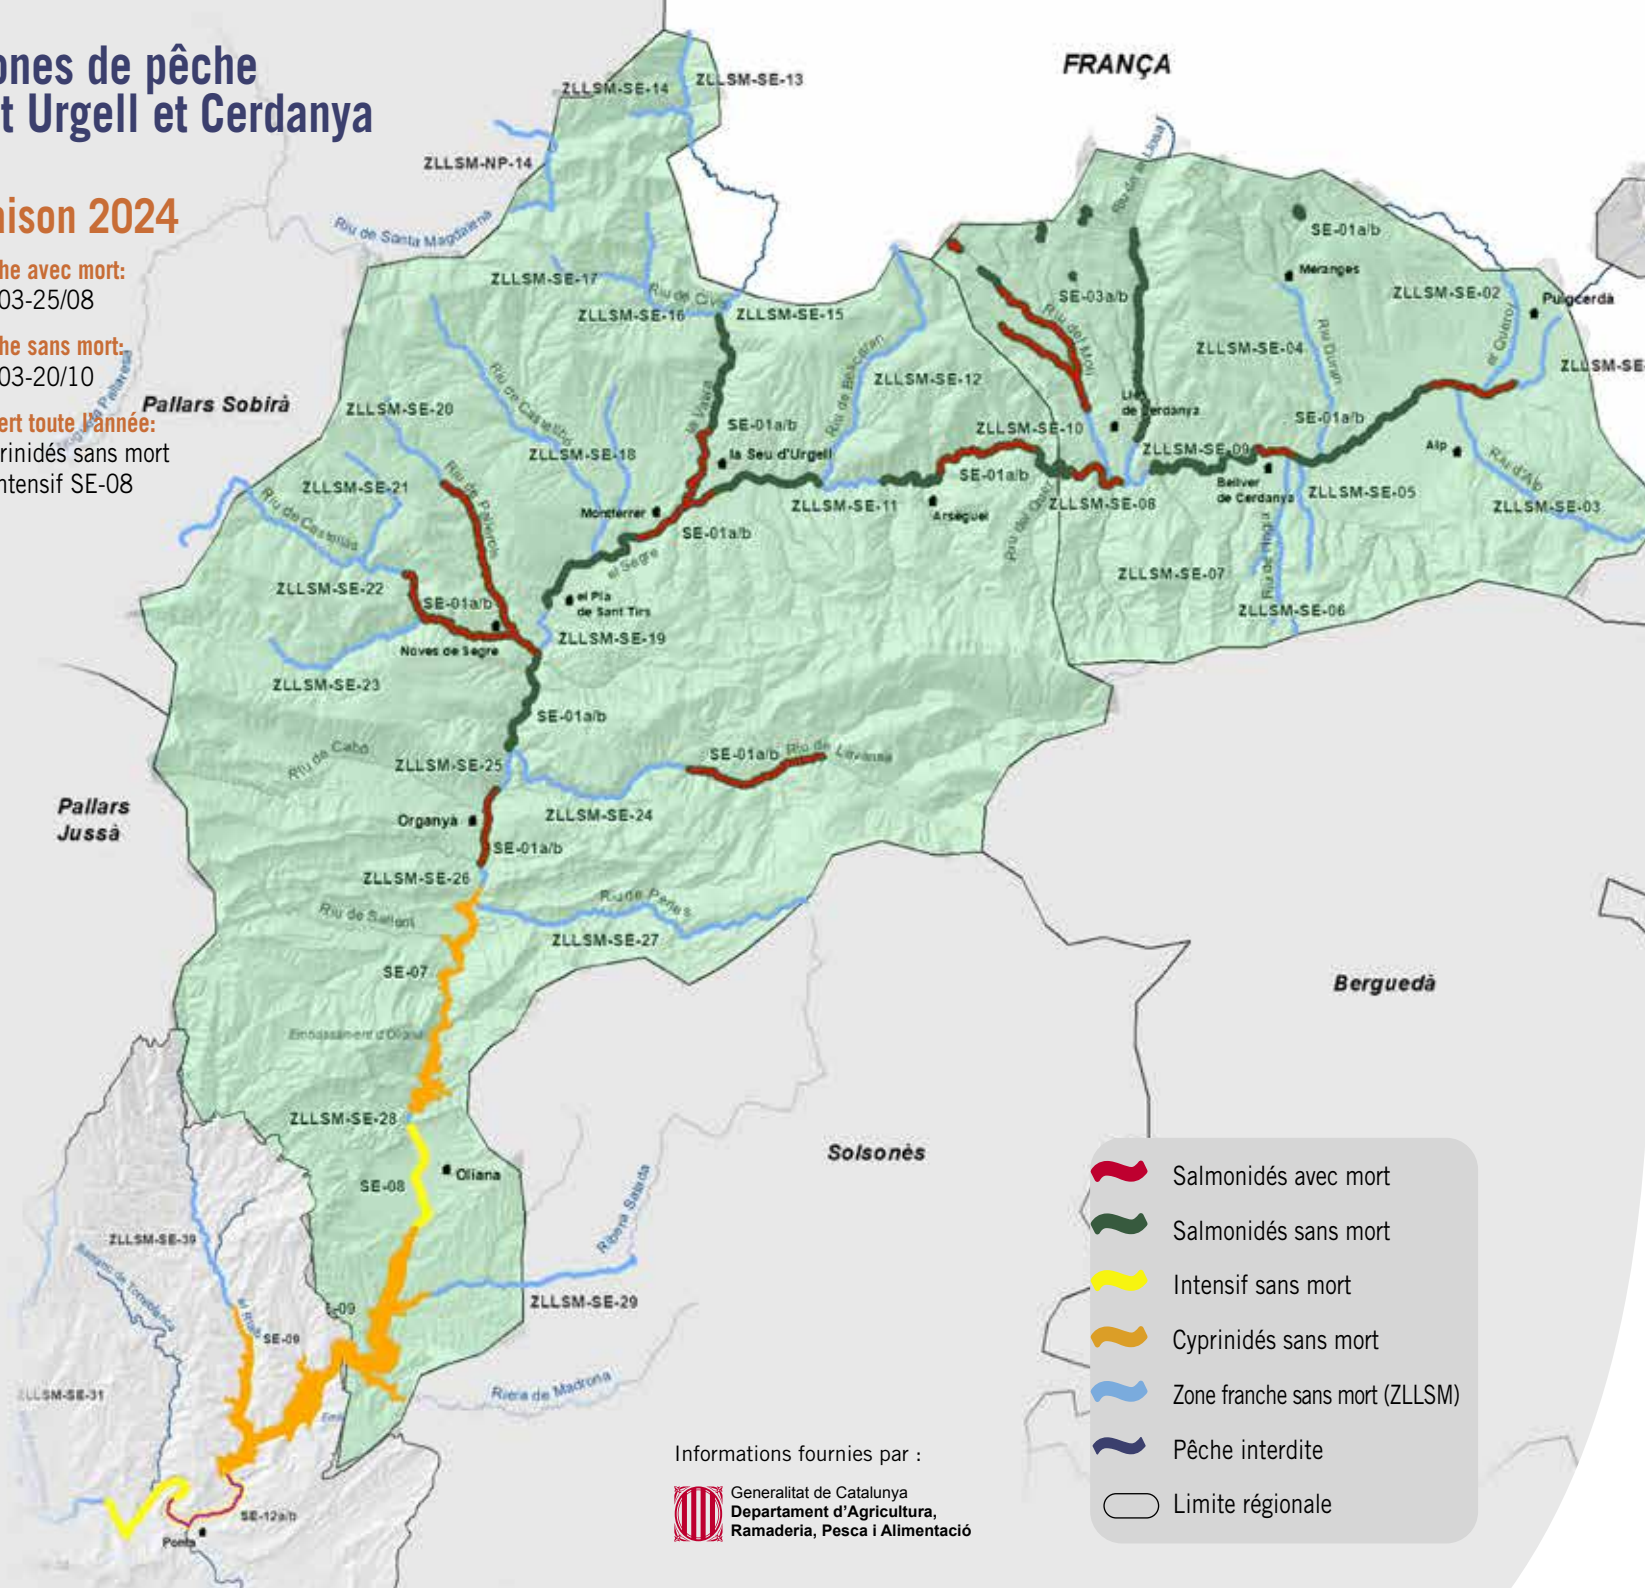 ones de pêche
t Urgell et Cerdanya
aison 2024
he avec mort:
03-25/08
he sans mort:
03-20/10
ert toute l'année:
rinidés sans mort
ntensif SE-08
FRANÇA
ZLLSM-SE-14
ZLLSM-SE-13
ZLLSM-NP-14
Riu de Santa Magdalena
ZLLSM-SE-17
Riu de Civís
ZLLSM-SE-16
ZLLSM-SE-15
Riu de la Llosa
SE-01a/b
Meranges
SE-03a/b
ZLLSM-SE-02
Puigcerdà
el Querol
Riu del Molí
Riu Duran
ZLLSM-SE-04
ZLLSM-SE
Pallaresa
Pallars Sobirà
ZLLSM-SE-20
Riu de Castellbò
la Valira
Riu de Bescaran
ZLLSM-SE-12
Lles
de Cerdanya
SE-01a/b
ZLLSM-SE-10
SE-01a/b
la Seu d'Urgell
ZLLSM-SE-18
ZLLSM-SE-09
Alp
Riu d'Alp
ZLLSM-SE-21
Riu de Pallerols
Riu de Castellàs
SE-01a/b
Bellver
de Cerdanya
ZLLSM-SE-05
Montferrer
ZLLSM-SE-11
Arsèguel
ZLLSM-SE-08
ZLLSM-SE-03
SE-01a/b
el Segre
ZLLSM-SE-07
ZLLSM-SE-22
SE-01a/b
el Pla
de Sant Tirs
ZLLSM-SE-06
ZLLSM-SE-19
Noves de Segre
ZLLSM-SE-23
SE-01a/b
Riu de Cabó
ZLLSM-SE-25
SE-01a/b
Riu de Lavansa
Pallars
Jussà
Organyà
ZLLSM-SE-24
SE-01a/b
ZLLSM-SE-26
Riu de Sallent
Riu de Perles
ZLLSM-SE-27
SE-07
Berguedà
Embassament d'Oliana
ZLLSM-SE-28
Solsonès
Oliana
SE-08
Ribera Salada
ZLLSM-SE-39
ZLLSM-SE-29
-09
SE-09
Riera de Madrona
LLSM-SE-31
SE-12a/b
Ponts
Salmonidés avec mort
Salmonidés sans mort
Intensif sans mort
Cyprinidés sans mort
Zone franche sans mort (ZLLSM)
Pêche interdite
Limite régionale
Informations fournies par :
Generalitat de Catalunya
Departament d'Agricultura,
Ramaderia, Pesca i Alimentació